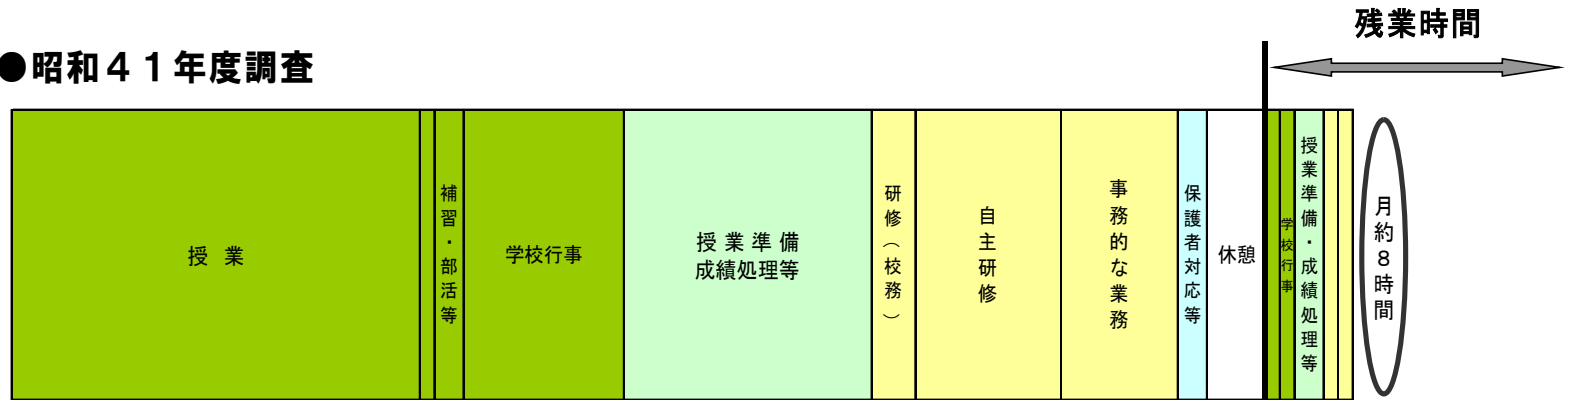 残業時間
●昭和４１年度調査
授 業
補習・部活等
学校行事
授 業 準 備
成績処理等
研修（校務）
自主研修
事務的な業務
保護者対応等
休憩
学校行事
授業準備・成績処理等
月約８時間